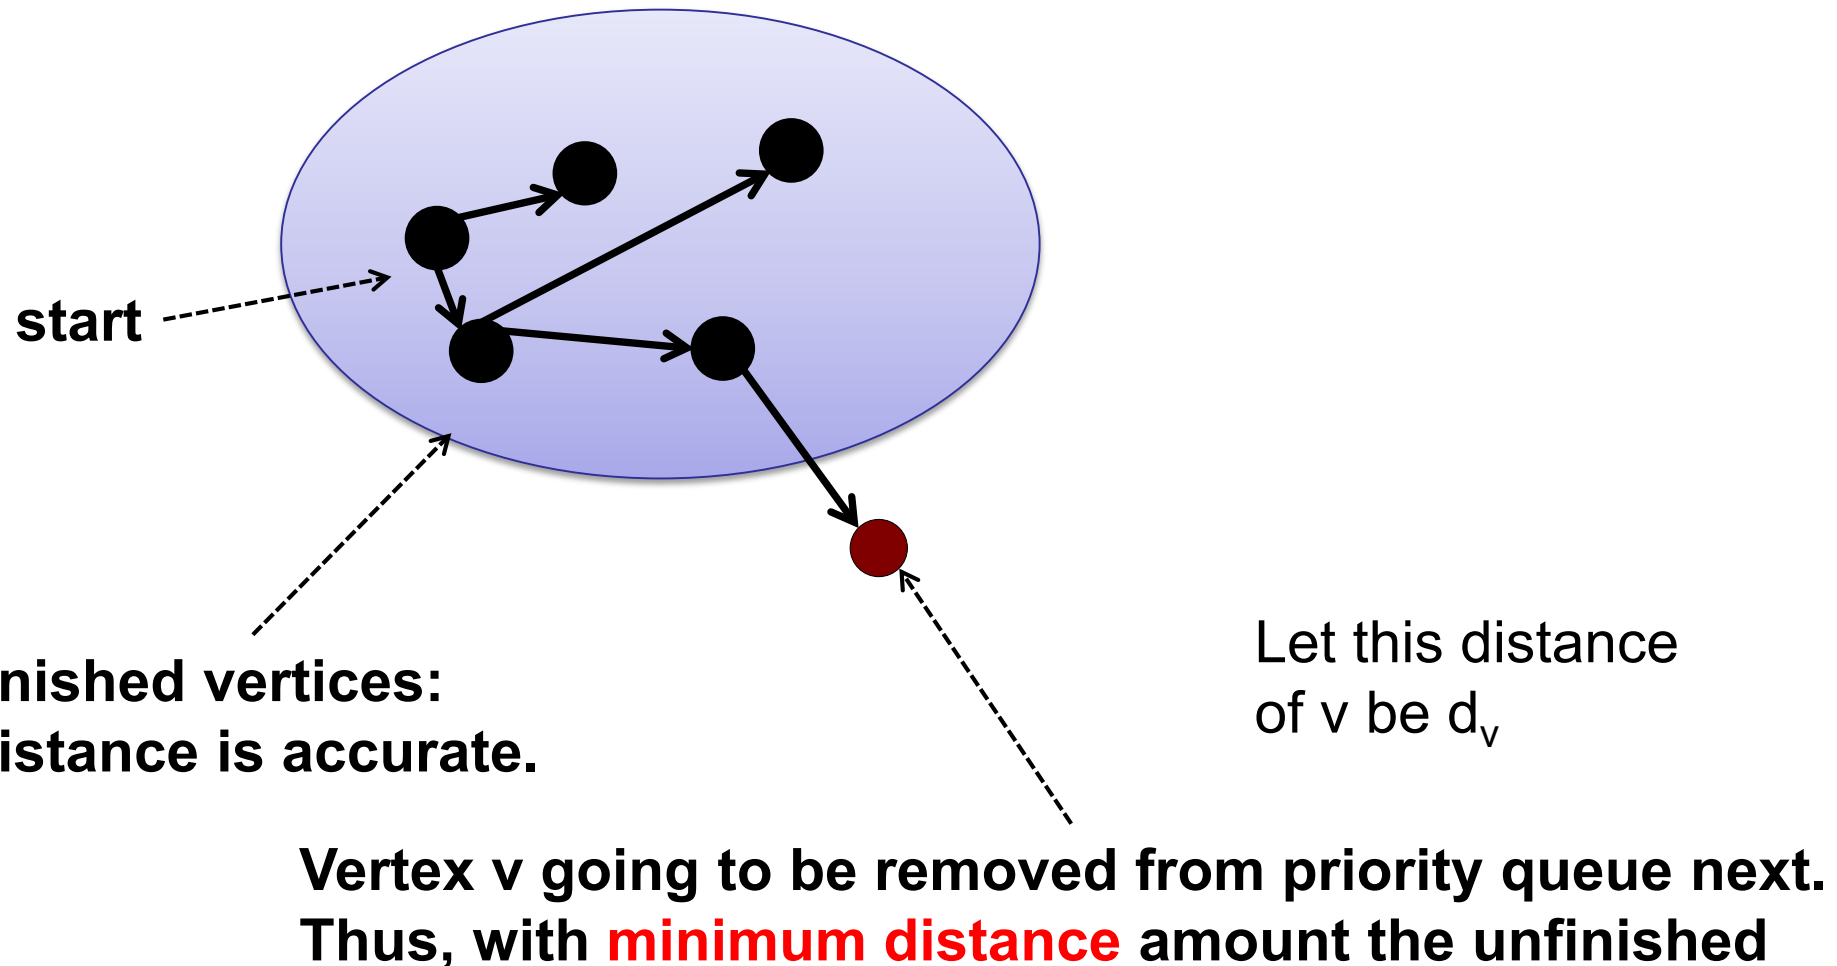 start
nished vertices:
istance is accurate.
Let this distance
of v be dᵥ
Vertex v going to be removed from priority queue next.
Thus, with minimum distance amount the unfinished